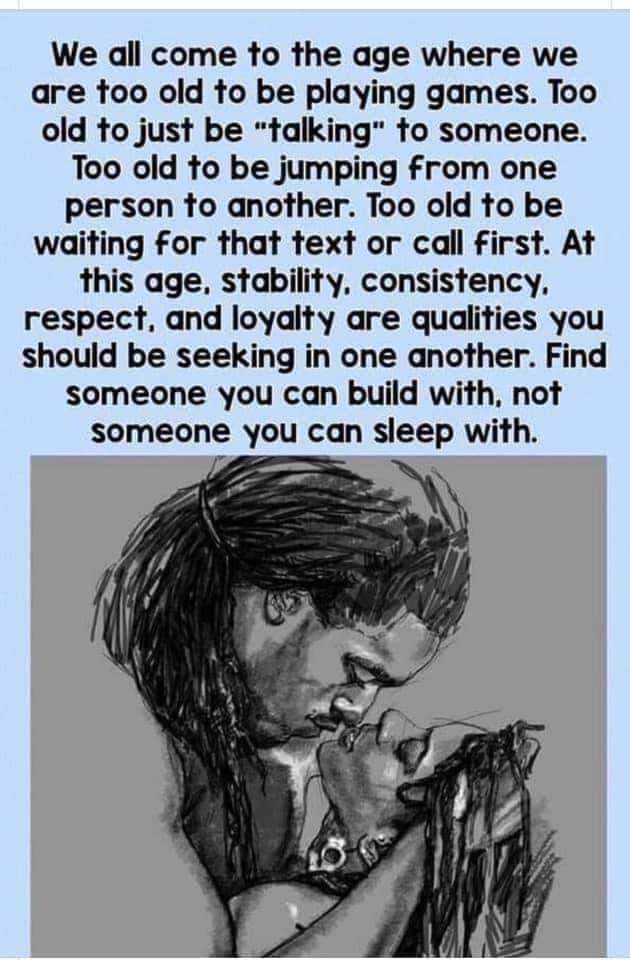 We all come to the age where we
are too old to be playing games. Too
old to just be "talking" to someone.
Too old to be jumping from one
person to another. Too old to be
waiting for that text or call first. At
this age, stability, consistency,
respect, and loyalty are qualities you
should be seeking in one another. Find
someone you can build with, not
someone you can sleep with.